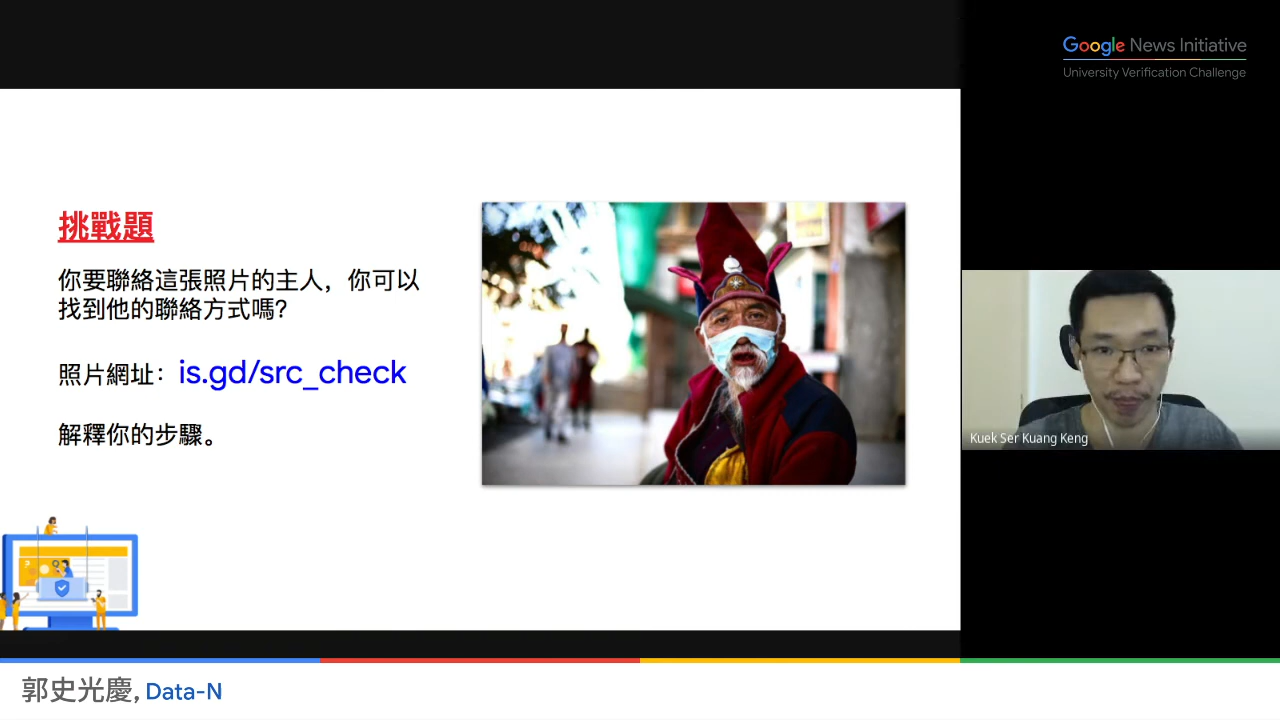 Google News Initiative
University Verification Challenge
挑戰題
你要聯絡這張照片的主人，你可以
找到他的聯絡方式嗎?
照片網址：is.gd/src_check
解釋你的步驟。
Kuek Ser Kuang Keng
郭史光慶, Data-N